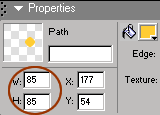 Properties
Path
Edge:
W: 85 X: 177
Texture:
H: 85 Y: 54